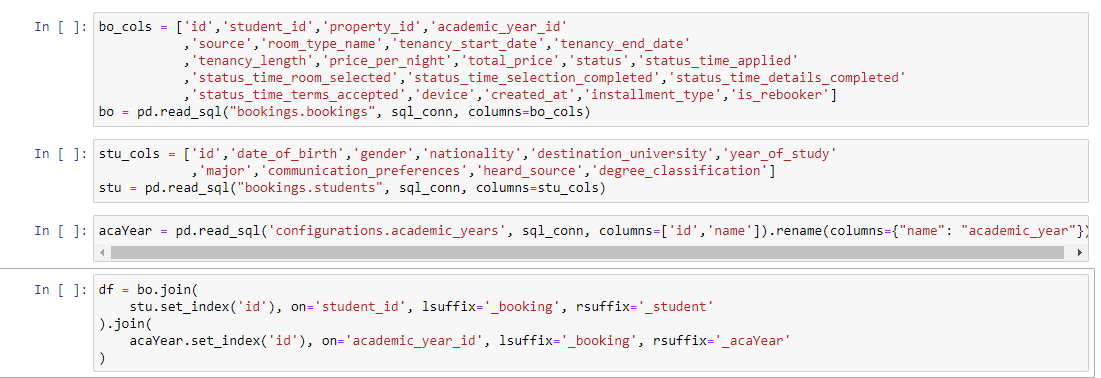 In [ ]: bo_cols = ['id','student_id','property_id','academic_year_id'
,'source','room_type_name','tenancy_start_date','tenancy_end_date'
,'tenancy_length','price_per_night','total_price','status','status_time_applied'
,'status_time_room_selected','status_time_selection_completed','status_time_details_completed'
,'status_time_terms_accepted','device','created_at','installment_type','is_rebooker']
bo = pd.read_sql("bookings.bookings", sql_conn, columns=bo_cols)
In [ ]: stu_cols = ['id','date_of_birth','gender','nationality','destination_university','year_of_study'
,'major','communication_preferences','heard_source','degree_classification']
stu = pd.read_sql("bookings.students", sql_conn, columns=stu_cols)
In [ ]: acaYear = pd.read_sql('configurations.academic_years', sql_conn, columns=['id','name']).rename(columns={"name": "academic_year"})
In [ ]: df = bo.join(
stu.set_index('id'), on='student_id', lsuffix='_booking', rsuffix='_student'
).join(
acaYear.set_index('id'), on='academic_year_id', lsuffix='_booking', rsuffix='_acaYear'
)